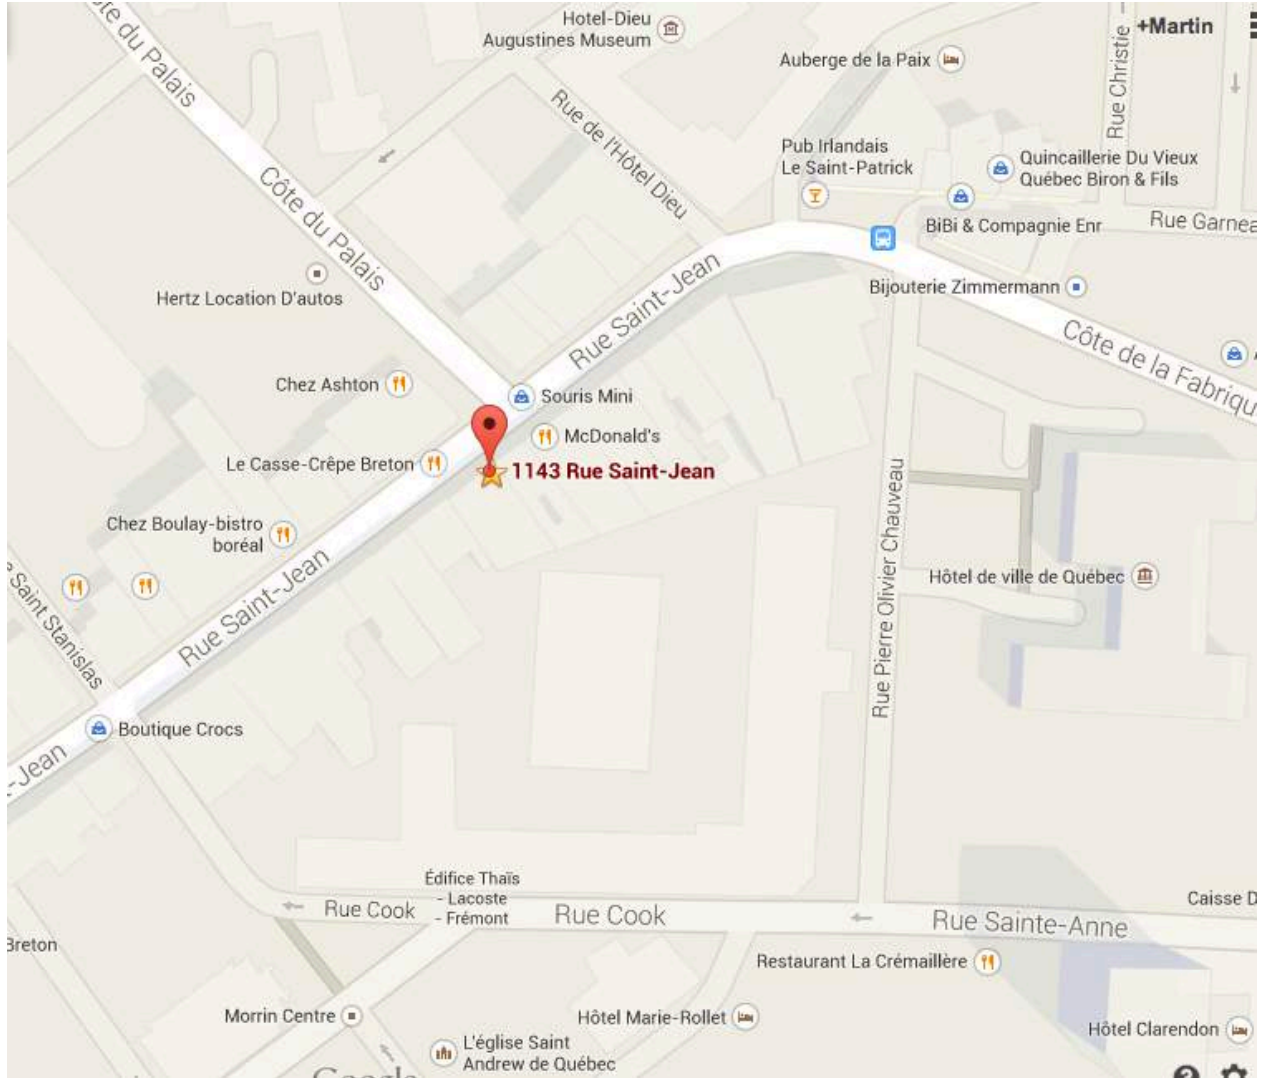 Côte du Palais
Hotel-Dieu
Augustines Museum
+Martin
Auberge de la Paix
Rue Christie
Rue de l'Hôtel Dieu
Pub Irlandais
Le Saint-Patrick
Quincaillerie Du Vieux
Québec Biron & Fils
Côte du Palais
BiBi & Compagnie Enr
Rue Garnea
Hertz Location D'autos
Rue Saint-Jean
Bijouterie Zimmermann
Côte de la Fabriqu
Chez Ashton
Souris Mini
McDonald's
Le Casse-Crêpe Breton
1143 Rue Saint-Jean
Chez Boulay-bistro
boréal
Rue Pierre Olivier Chauveau
Hôtel de ville de Québec
Saint Stanislas
Rue Saint-Jean
Boutique Crocs
-Jean
Édifice Thaïs
- Lacoste
- Frémont
Rue Cook
Rue Cook
Rue Sainte-Anne
Caisse D
Breton
Restaurant La Crémaillère
Morrin Centre
Hôtel Marie-Rollet
Hôtel Clarendon
L'église Saint
Andrew de Québec
Google
?